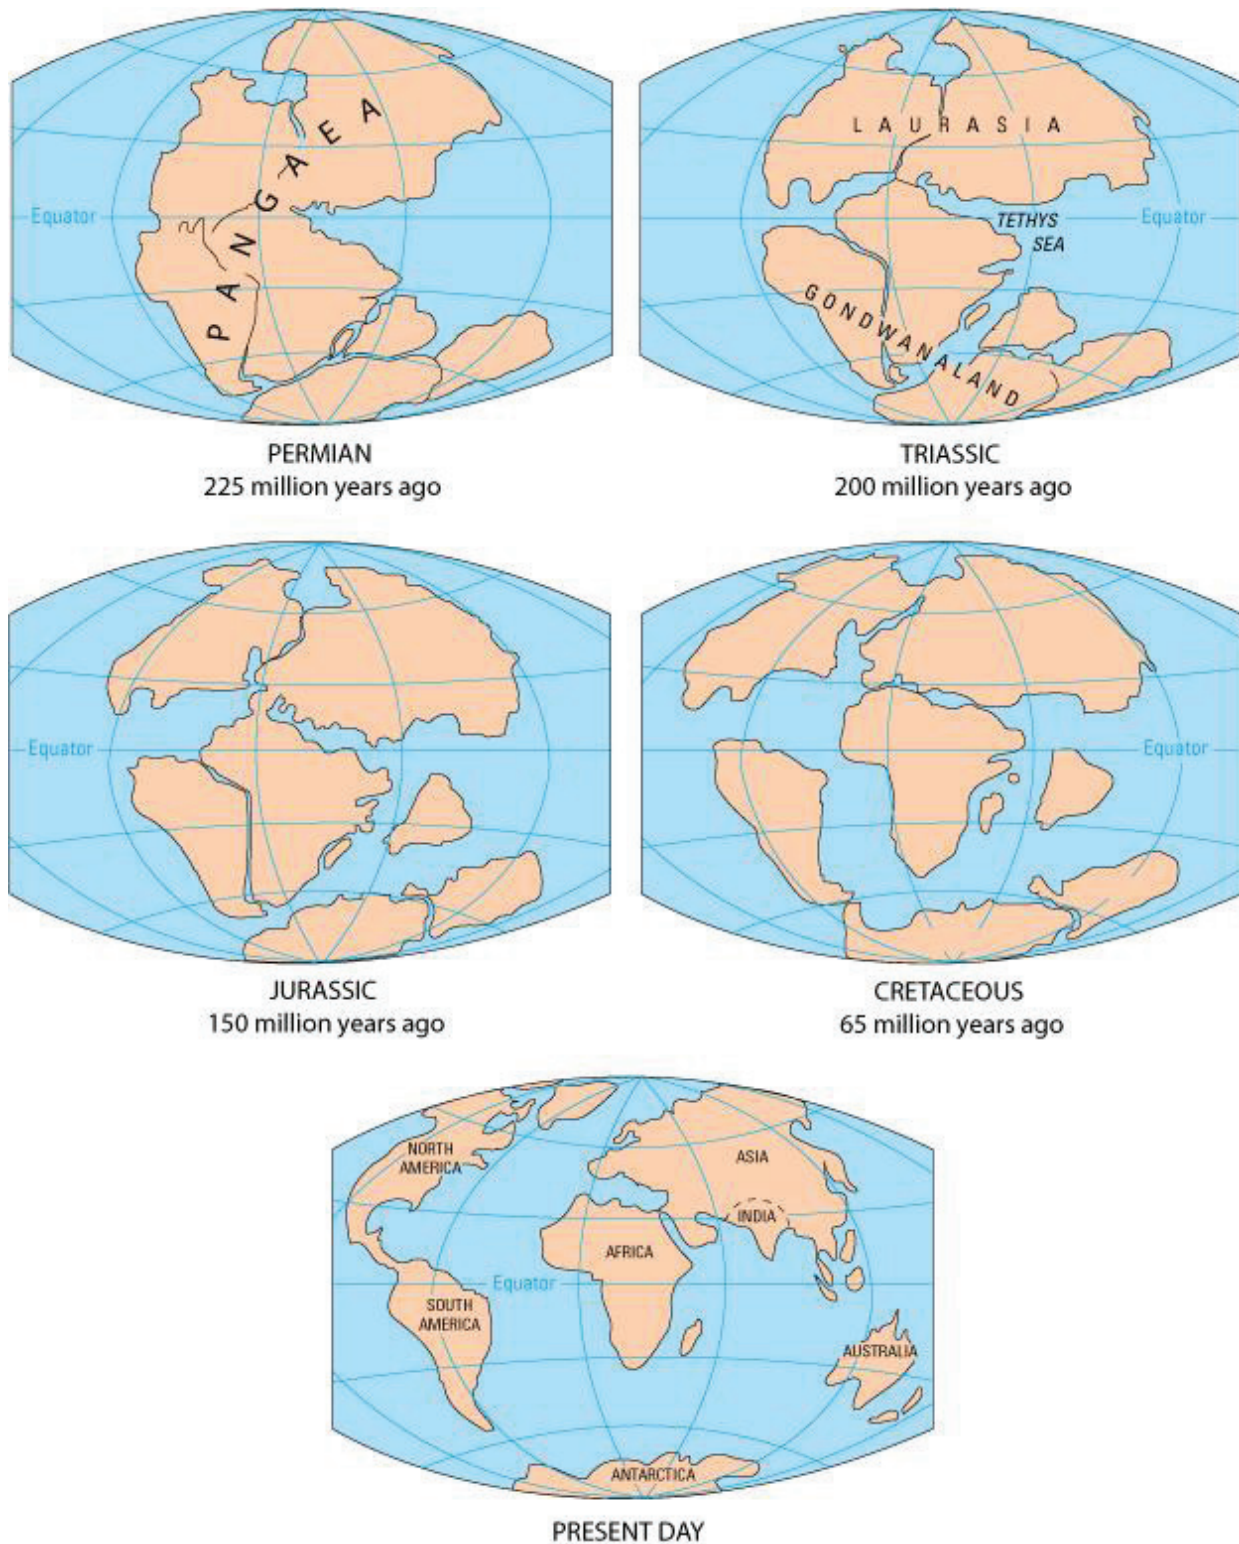 PANGAEA
Equator
PERMIAN
225 million years ago
LAURASIA
TETHYS
SEA
Equator
GONDWANALAND
TRIASSIC
200 million years ago
Equator
JURASSIC
150 million years ago
Equator
CRETACEOUS
65 million years ago
NORTH
AMERICA
ASIA
INDIA
AFRICA
Equator
SOUTH
AMERICA
AUSTRALIA
ANTARCTICA
PRESENT DAY